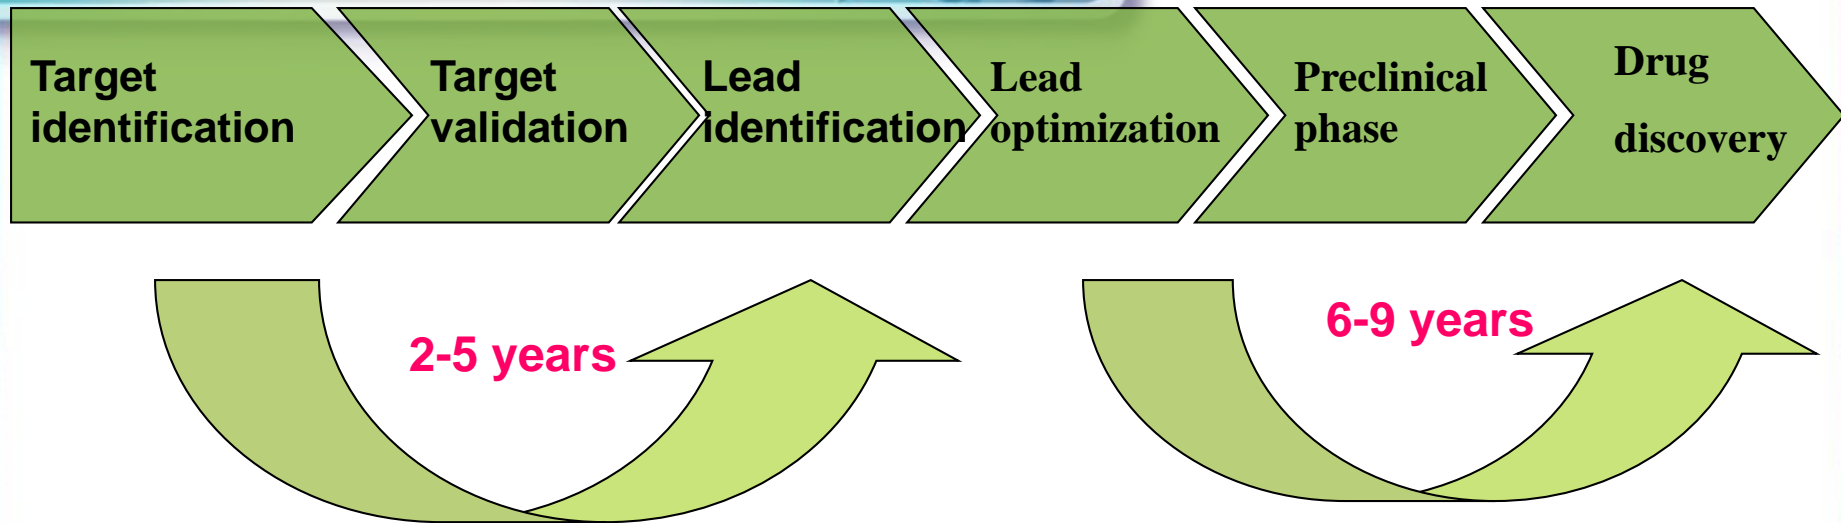 Target
identification
Target
validation
Lead
identification
Lead
optimization
Preclinical
phase
Drug
discovery
2-5 years
6-9 years